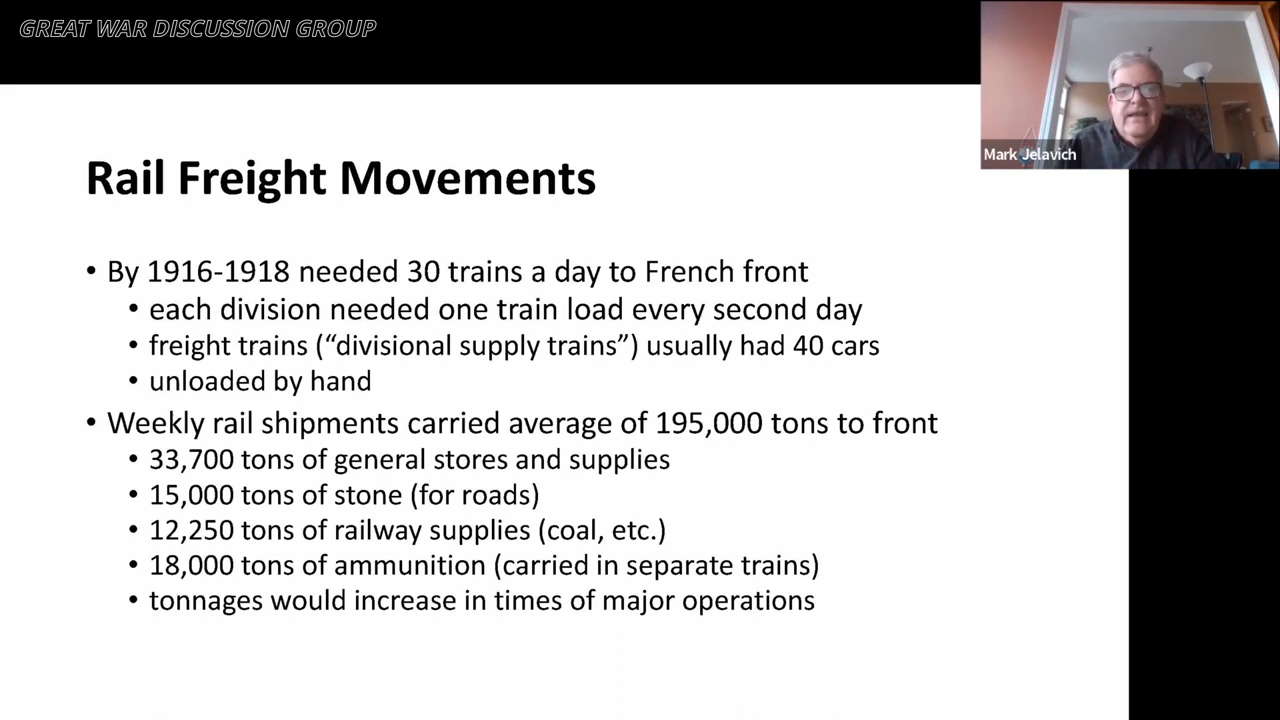 GREAT WAR DISCUSSION GROUP
Mark Jelavich
Rail Freight Movements
• By 1916-1918 needed 30 trains a day to French front
• each division needed one train load every second day
• freight trains (“divisional supply trains”) usually had 40 cars
• unloaded by hand
• Weekly rail shipments carried average of 195,000 tons to front
• 33,700 tons of general stores and supplies
• 15,000 tons of stone (for roads)
• 12,250 tons of railway supplies (coal, etc.)
• 18,000 tons of ammunition (carried in separate trains)
• tonnages would increase in times of major operations